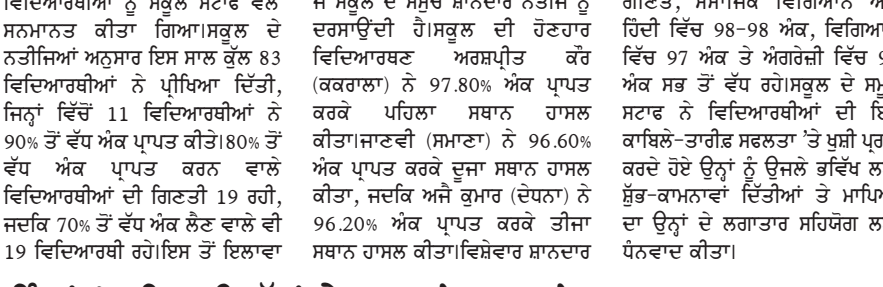 ਵਿਦਿਆਰਥੀਆਂ ਨੂੰ ਸਕੂਲ ਸਟਾਫ ਵਲੋਂ
ਸਨਮਾਨਤ ਕੀਤਾ ਗਿਆ।ਸਕੂਲ ਦੇ
ਨਤੀਜਿਆਂ ਅਨੁਸਾਰ ਇਸ ਸਾਲ ਕੁੱਲ 83
ਵਿਦਿਆਰਥੀਆਂ ਨੇ ਪ੍ਰੀਖਿਆ ਦਿੱਤੀ,
ਜਿਨ੍ਹਾਂ ਵਿੱਚੋਂ 11 ਵਿਦਿਆਰਥੀਆਂ ਨੇ
90% ਤੋਂ ਵੱਧ ਅੰਕ ਪ੍ਰਾਪਤ ਕੀਤੇ।80% ਤੋਂ
ਵੱਧ ਅੰਕ ਪ੍ਰਾਪਤ ਕਰਨ ਵਾਲੇ
ਵਿਦਿਆਰਥੀਆਂ ਦੀ ਗਿਣਤੀ 19 ਰਹੀ,
ਜਦਕਿ 70% ਤੋਂ ਵੱਧ ਅੰਕ ਲੈਣ ਵਾਲੇ ਵੀ
19 ਵਿਦਿਆਰਥੀ ਰਹੇ।ਇਸ ਤੋਂ ਇਲਾਵਾ
ਜੋ ਸਕੂਲ ਦੇ ਸਮੁੱਚੇ ਸ਼ਾਨਦਾਰ ਨਤੀਜੇ ਨੂੰ
ਦਰਸਾਉਂਦੀ ਹੈ।ਸਕੂਲ ਦੀ ਹੋਣਹਾਰ
ਵਿਦਿਆਰਥਣ ਅਰਸ਼ਪ੍ਰੀਤ ਕੌਰ
(ਕਕਰਾਲਾ) ਨੇ 97.80% ਅੰਕ ਪ੍ਰਾਪਤ
ਕਰਕੇ ਪਹਿਲਾ ਸਥਾਨ ਹਾਸਲ
ਕੀਤਾ।ਜਾਣਵੀ (ਸਮਾਣਾ) ਨੇ 96.60%
ਅੰਕ ਪ੍ਰਾਪਤ ਕਰਕੇ ਦੂਜਾ ਸਥਾਨ ਹਾਸਲ
ਕੀਤਾ, ਜਦਕਿ ਅਜੈ ਕੁਮਾਰ (ਦੇਧਨਾ) ਨੇ
96.20% ਅੰਕ ਪ੍ਰਾਪਤ ਕਰਕੇ ਤੀਜਾ
ਸਥਾਨ ਹਾਸਲ ਕੀਤਾ।ਵਿਸ਼ੇਵਾਰ ਸ਼ਾਨਦਾਰ
ਗਣਿਤ, ਸਮਾਜਿਕ ਵਿਗਿਆਨ
ਹਿੰਦੀ ਵਿੱਚ 98-98 ਅੰਕ,
ਵਿੱਚ 97 ਅੰਕ ਤੇ ਅੰਗਰੇਜ਼ੀ ਵਿੱਚ
ਅੰਕ ਸਭ ਤੋਂ ਵੱਧ ਰਹੇ।ਸਕੂਲ ਦੇ
ਸਟਾਫ ਨੇ ਵਿਦਿਆਰਥੀਆਂ ਦੀ
ਕਾਬਿਲੇ-ਤਾਰੀਫ਼ ਸਫਲਤਾ 'ਤੇ ਖੁਸ਼ੀ
ਕਰਦੇ ਹੋਏ ਉਨ੍ਹਾਂ ਨੂੰ ਉਜਲੇ ਭਵਿੱਖ
ਸ਼ੁੱਭ-ਕਾਮਨਾਵਾਂ ਦਿੱਤੀਆਂ ਤੇ
ਦਾ ਉਨ੍ਹਾਂ ਦੇ ਲਗਾਤਾਰ ਸਹਿਯੋਗ
ਧੰਨਵਾਦ ਕੀਤਾ।